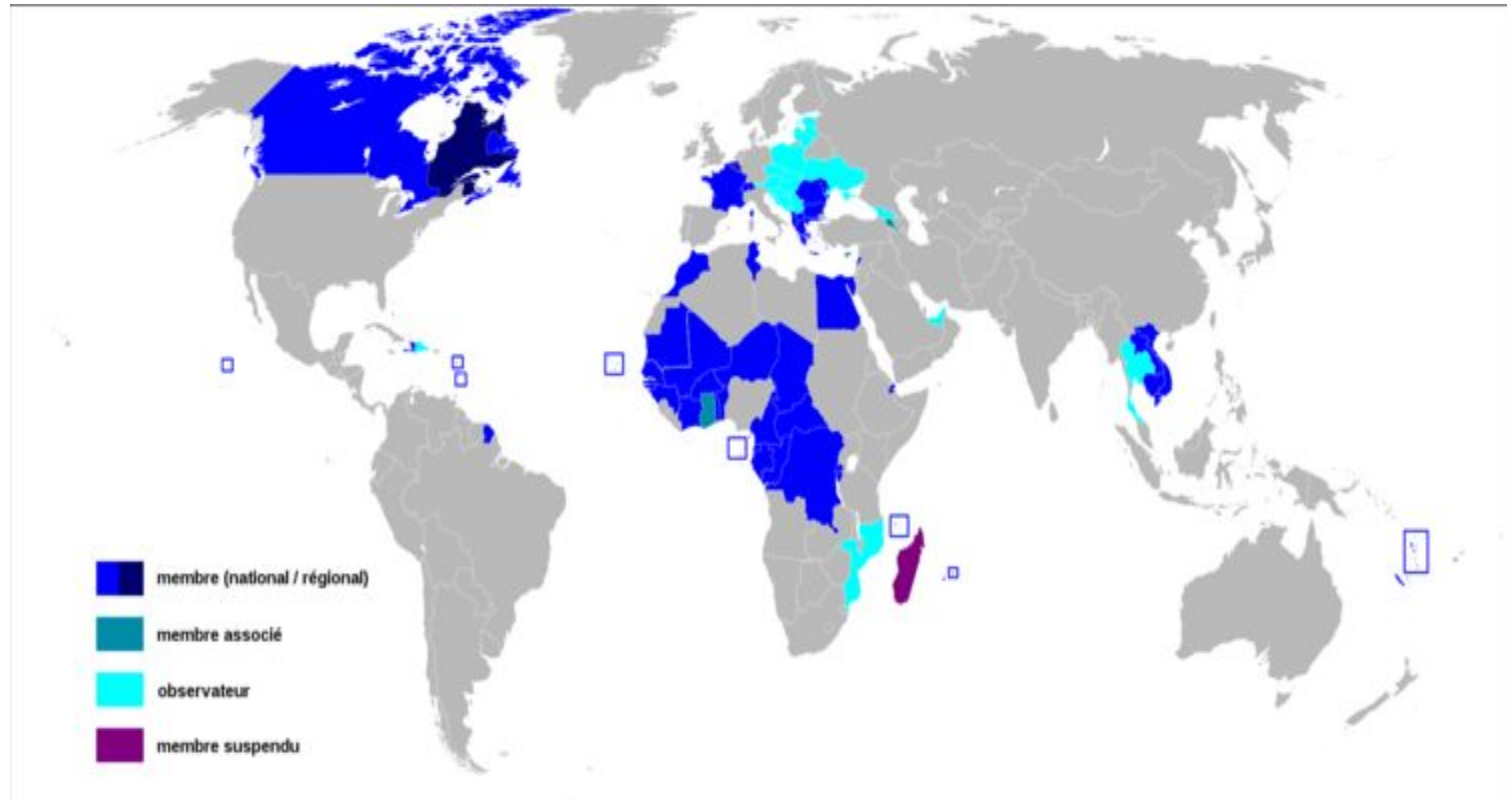 membre (national / régional)
membre associé
observateur
membre suspendu